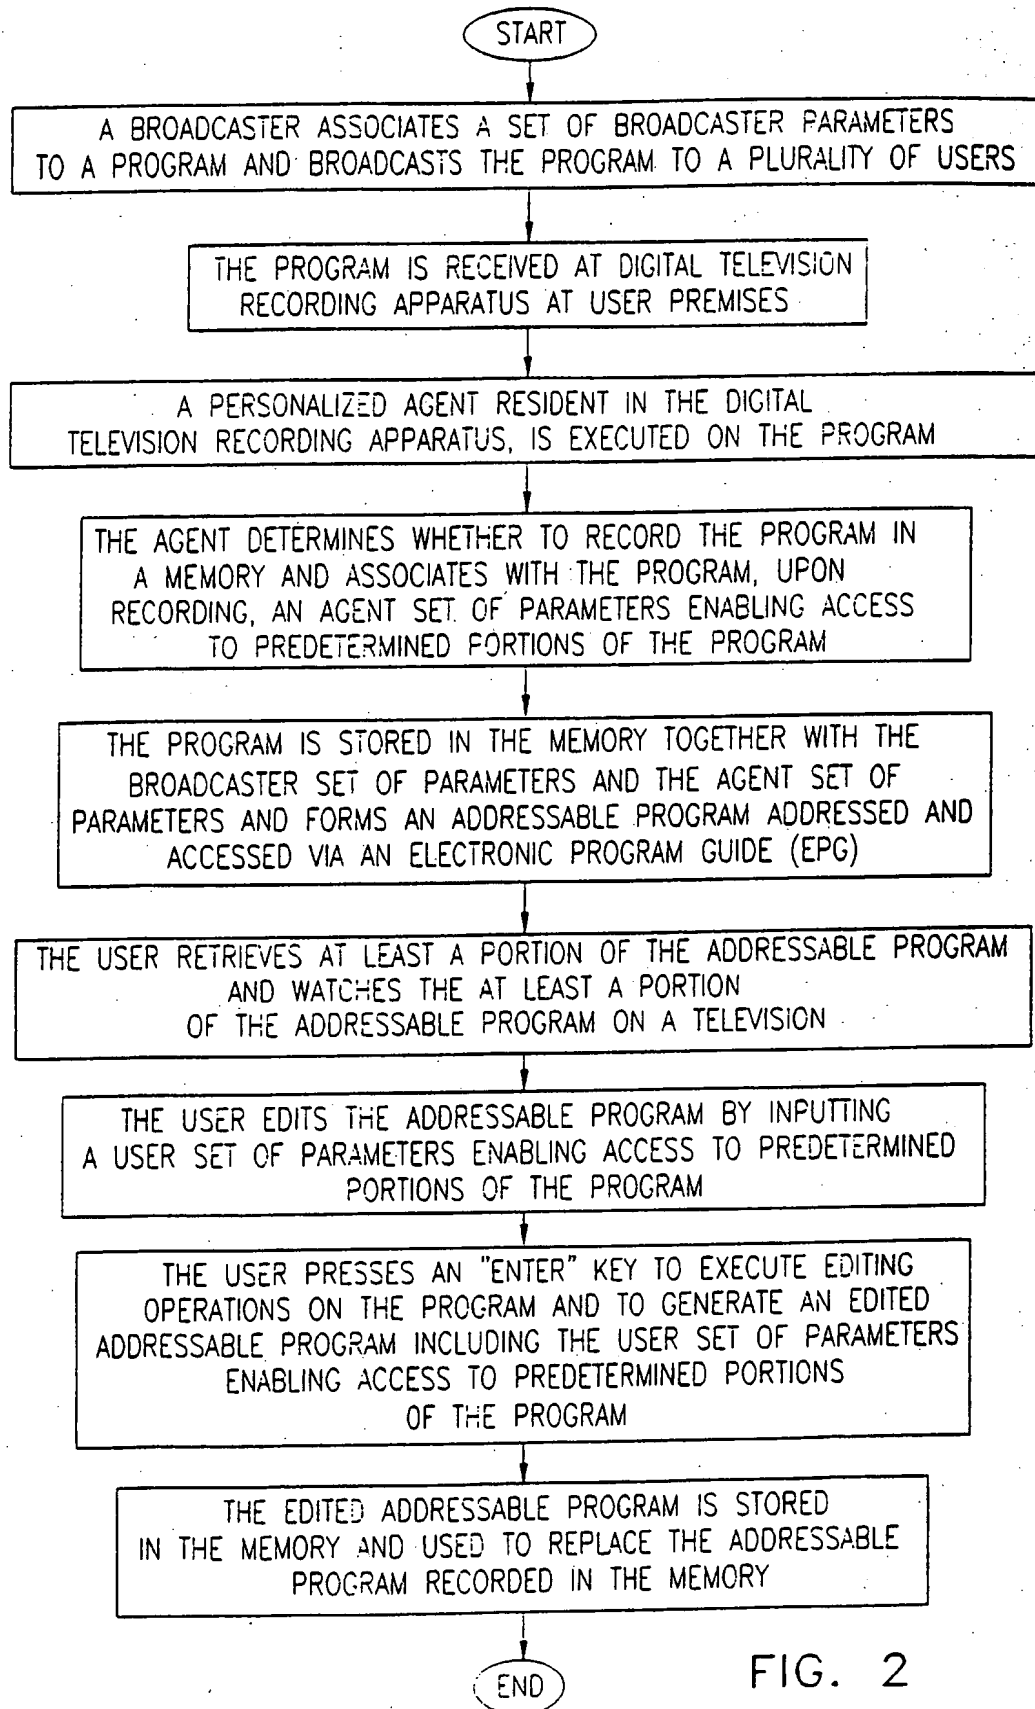 START
A BROADCASTER ASSOCIATES A SET OF BROADCASTER PARAMETERS
TO A PROGRAM AND BROADCASTS THE PROGRAM TO A PLURALITY OF USERS
THE PROGRAM IS RECEIVED AT DIGITAL TELEVISION
RECORDING APPARATUS AT USER PREMISES
A PERSONALIZED AGENT RESIDENT IN THE DIGITAL
TELEVISION RECORDING APPARATUS, IS EXECUTED ON THE PROGRAM
THE AGENT DETERMINES WHETHER TO RECORD THE PROGRAM IN
A MEMORY AND ASSOCIATES WITH THE PROGRAM, UPON
RECORDING, AN AGENT SET OF PARAMETERS ENABLING ACCESS
TO PREDETERMINED PORTIONS OF THE PROGRAM
THE PROGRAM IS STORED IN THE MEMORY TOGETHER WITH THE
BROADCASTER SET OF PARAMETERS AND THE AGENT SET OF
PARAMETERS AND FORMS AN ADDRESSABLE PROGRAM ADDRESSED AND
ACCESSED VIA AN ELECTRONIC PROGRAM GUIDE (EPG)
THE USER RETRIEVES AT LEAST A PORTION OF THE ADDRESSABLE PROGRAM
AND WATCHES THE AT LEAST A PORTION
OF THE ADDRESSABLE PROGRAM ON A TELEVISION
THE USER EDITS THE ADDRESSABLE PROGRAM BY INPUTTING
A USER SET OF PARAMETERS ENABLING ACCESS TO PREDETERMINED
PORTIONS OF THE PROGRAM
THE USER PRESSES AN "ENTER" KEY TO EXECUTE EDITING
OPERATIONS ON THE PROGRAM AND TO GENERATE AN EDITED
ADDRESSABLE PROGRAM INCLUDING THE USER SET OF PARAMETERS
ENABLING ACCESS TO PREDETERMINED PORTIONS
OF THE PROGRAM
THE EDITED ADDRESSABLE PROGRAM IS STORED
IN THE MEMORY AND USED TO REPLACE THE ADDRESSABLE
PROGRAM RECORDED IN THE MEMORY
END
FIG. 2